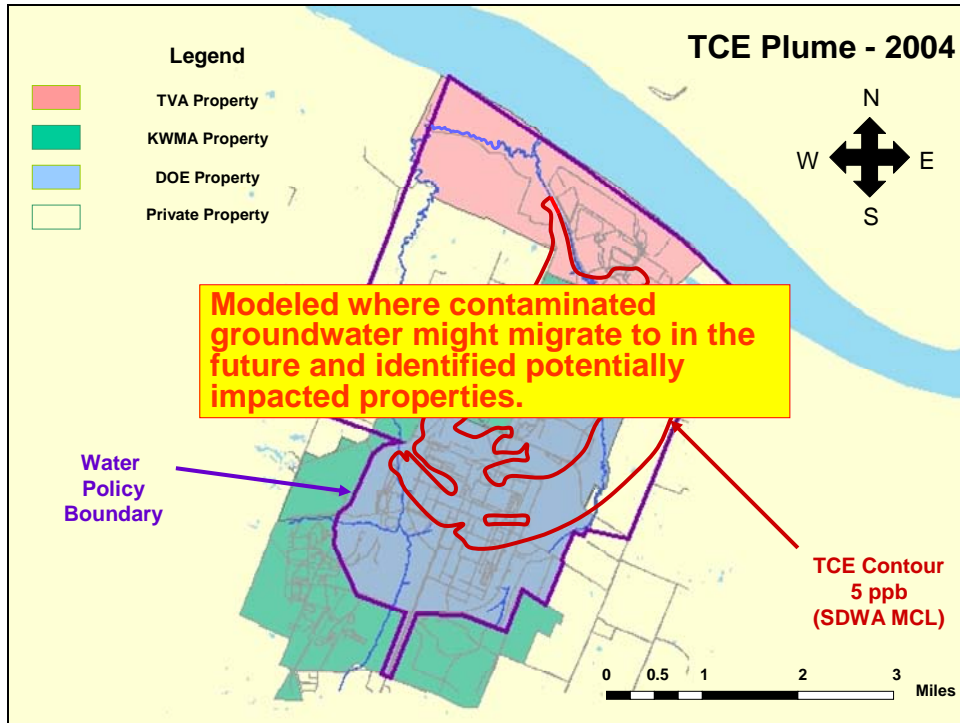 TCE Plume - 2004
Legend
TVA Property
KWMA Property
DOE Property
Private Property
N
W
E
S
Modeled where contaminated
groundwater might migrate to in the
future and identified potentially
impacted properties.
Water
Policy
Boundary
TCE Contour
5 ppb
(SDWA MCL)
0 0.5 1 2 3
Miles